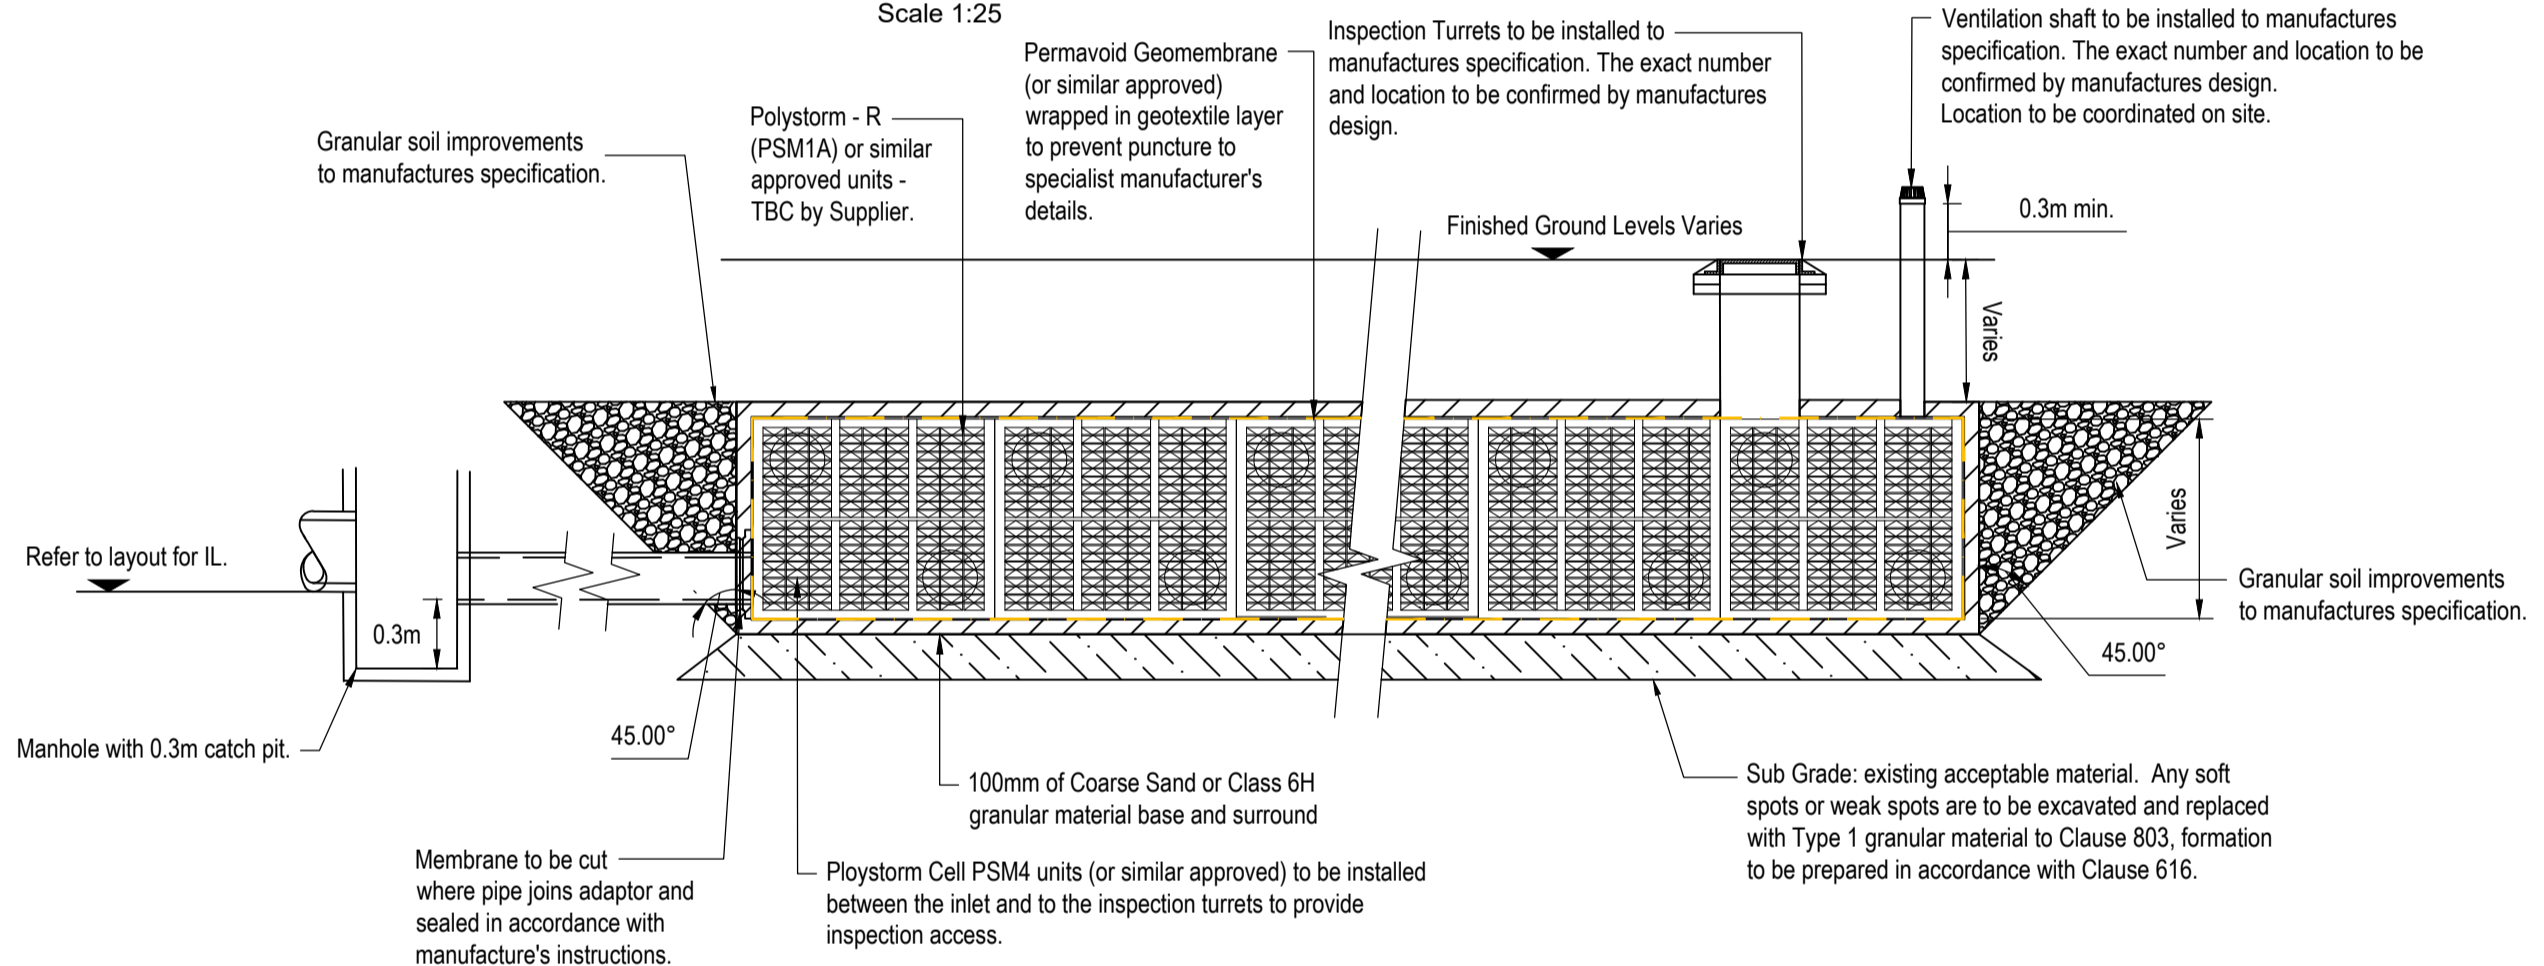 Scale 1:25
Granular soil improvements
to manufactures specification.
Polystorm - R
(PSM1A) or similar
approved units -
TBC by Supplier.
Permavoid Geomembrane
(or similar approved)
wrapped in geotextile layer
to prevent puncture to
specialist manufacturer's
details.
Inspection Turrets to be installed to
manufactures specification. The exact number
and location to be confirmed by manufactures
design.
Ventilation shaft to be installed to manufactures
specification. The exact number and location to be
confirmed by manufactures design.
Location to be coordinated on site.
0.3m min.
Finished Ground Levels Varies
Varies
Varies
Refer to layout for IL.
0.3m
Granular soil improvements
to manufactures specification.
45.00°
Manhole with 0.3m catch pit.
45.00°
100mm of Coarse Sand or Class 6H
granular material base and surround
Sub Grade: existing acceptable material. Any soft
spots or weak spots are to be excavated and replaced
with Type 1 granular material to Clause 803, formation
to be prepared in accordance with Clause 616.
Membrane to be cut
where pipe joins adaptor and
sealed in accordance with
manufacture's instructions.
Ploystorm Cell PSM4 units (or similar approved) to be installed
between the inlet and to the inspection turrets to provide
inspection access.